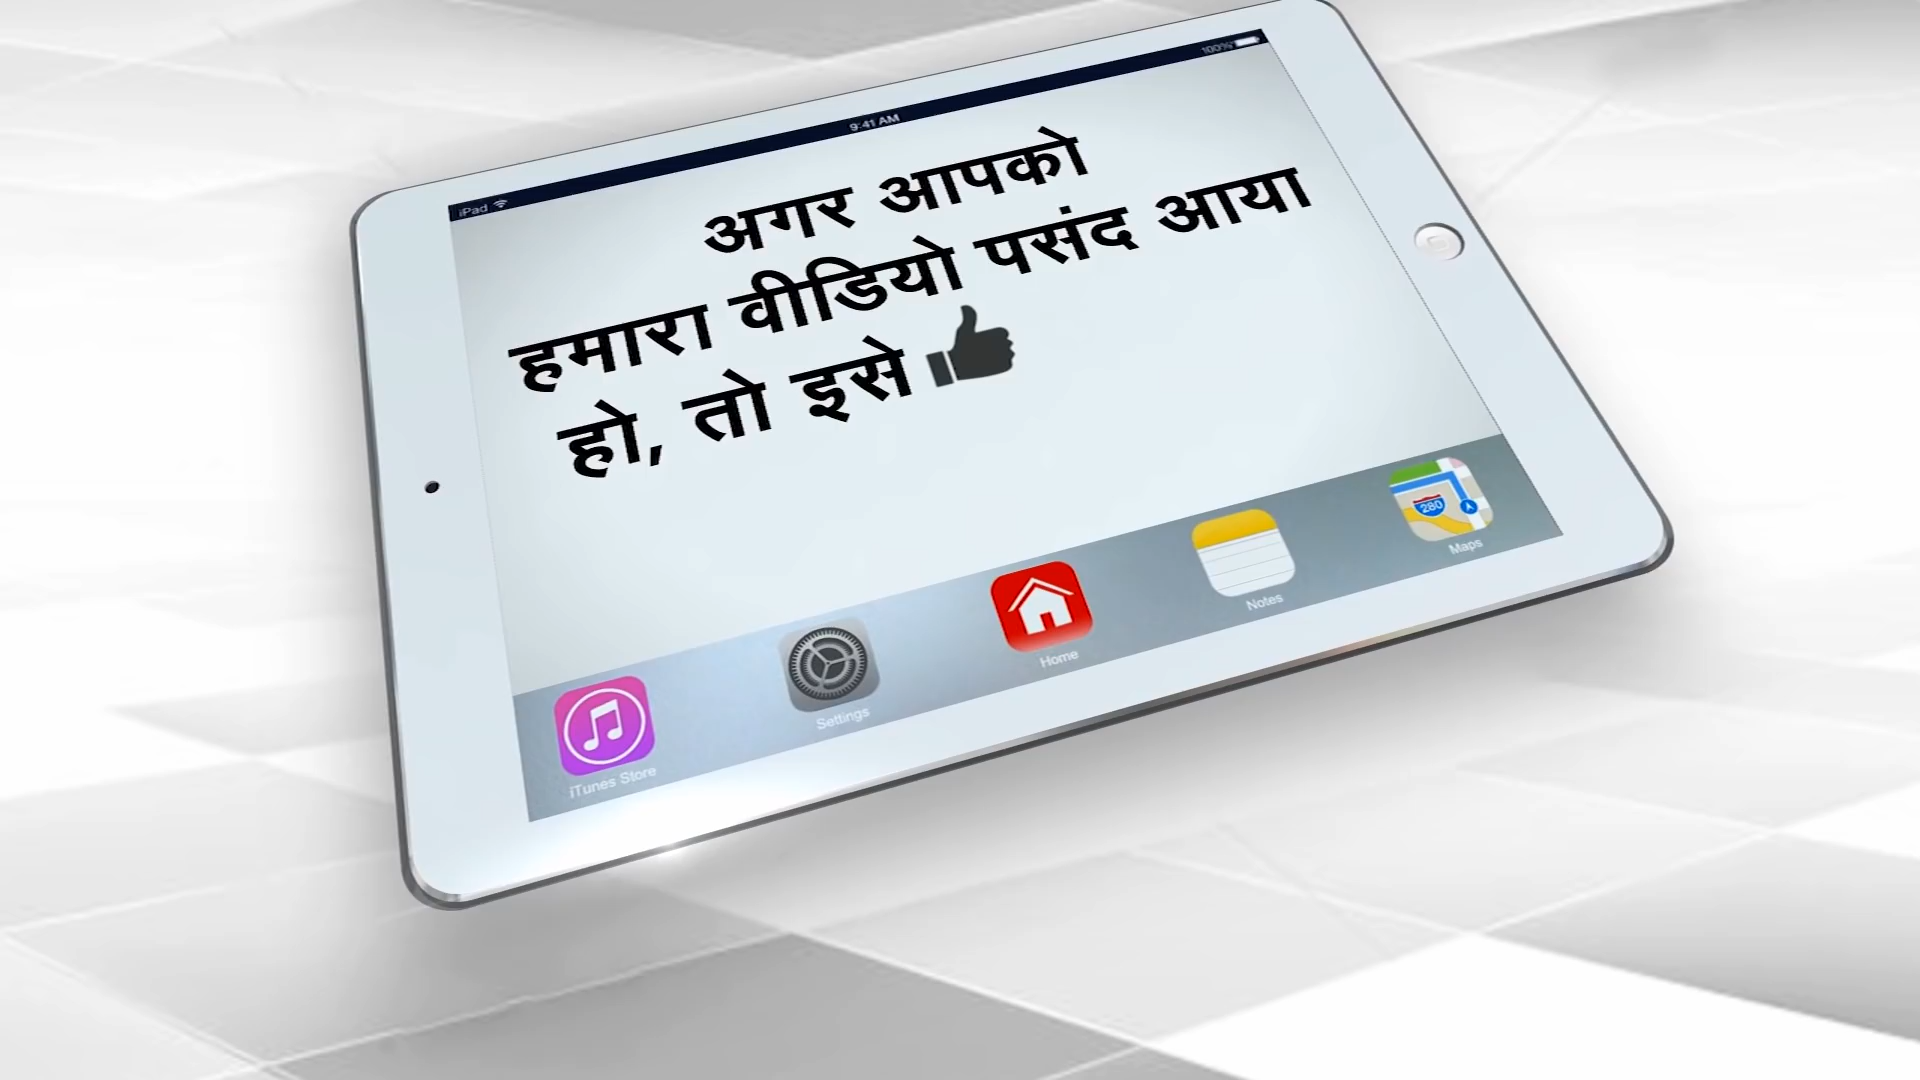 iPad
9:41 AM
100%
अगर आपको
हमारा वीडियो पसंद आया
हो, तो इसे
iTunes Store
Settings
Home
Notes
280
Maps